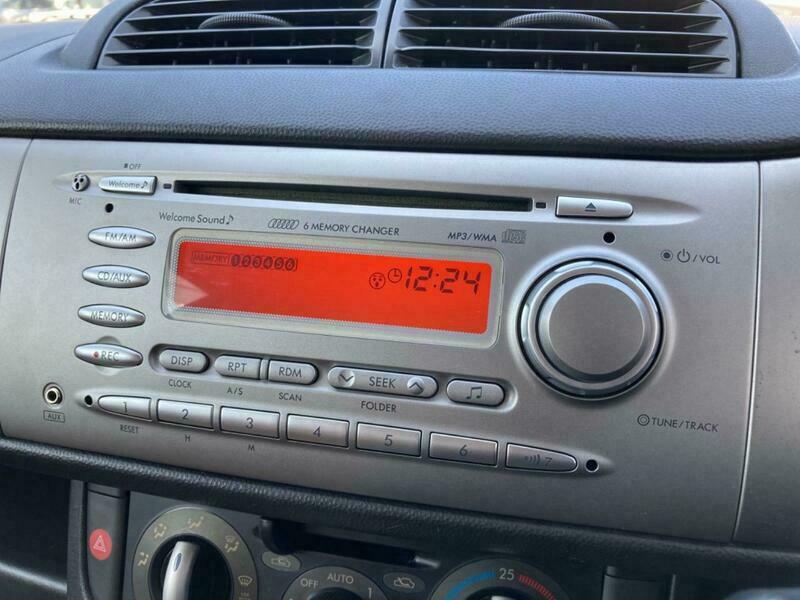 OFF
Welcome♪
MIC
Welcome Sound♪
6 MEMORY CHANGER
MP3/WMA
/VOL
FM/AM
MEMORY
12:24
CD/AUX
MEMORY
REC
DISP
RPT
RDM
SEEK
CLOCK
A/S
SCAN
FOLDER
AUX
TUNE/TRACK
1 2 3 4 5 6 7
RESET
H
M
OFF
AUTO
1
25